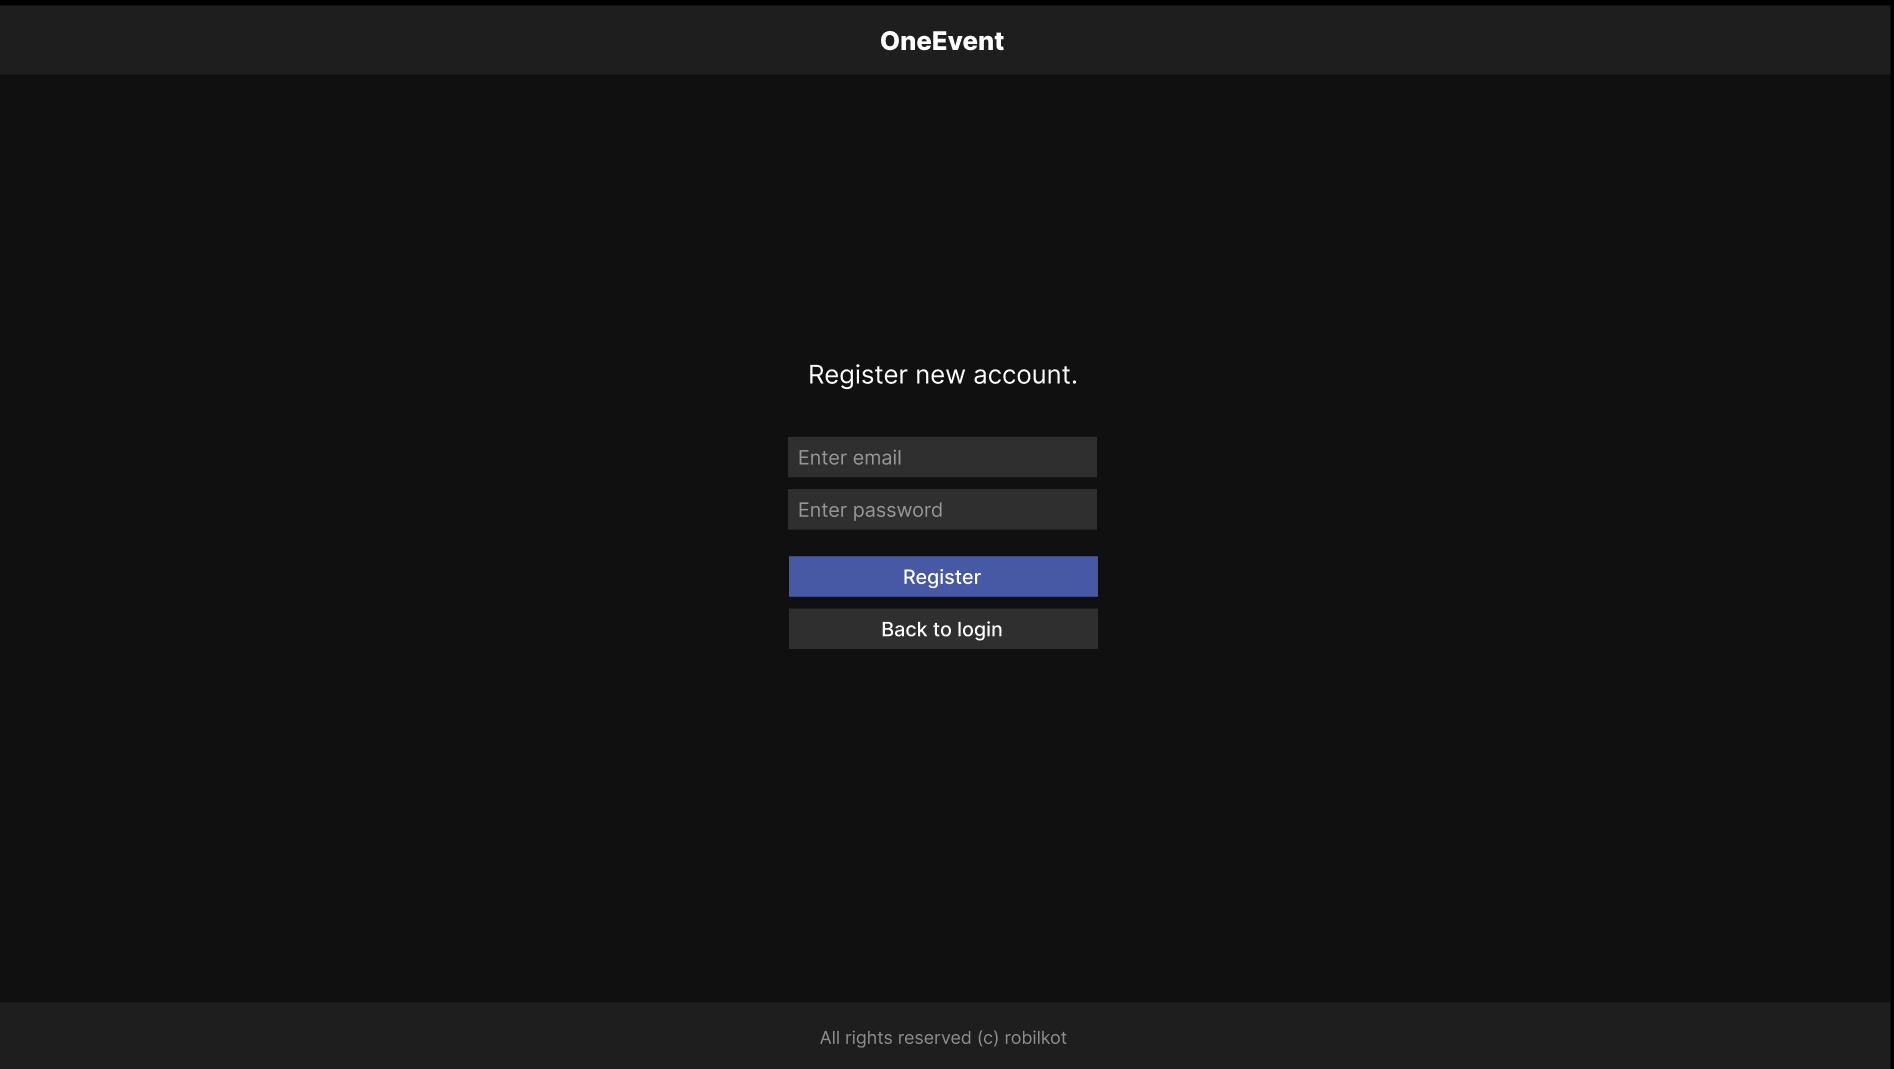 OneEvent
Register new account.
Enter email
Enter password
Register
Back to login
All rights reserved (c) robilkot